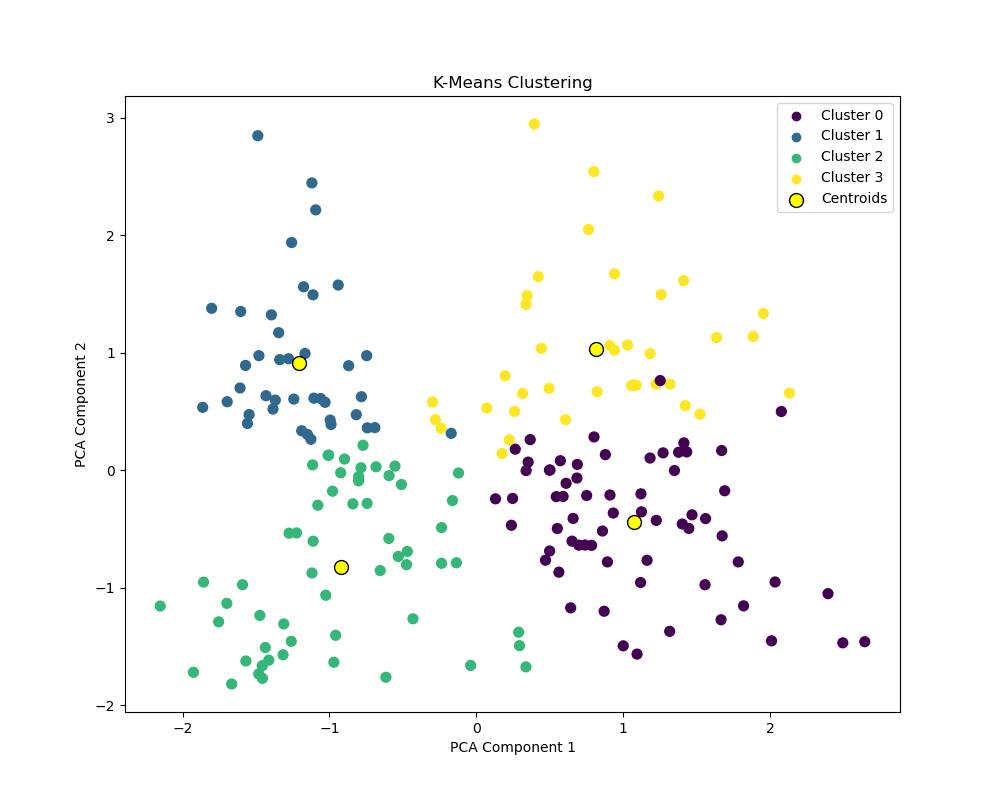 K-Means Clustering
Cluster 0
Cluster 1
Cluster 2
Cluster 3
Centroids
3
2
1
0
−1
−2
PCA Component 2
−2
−1
0
1
2
PCA Component 1